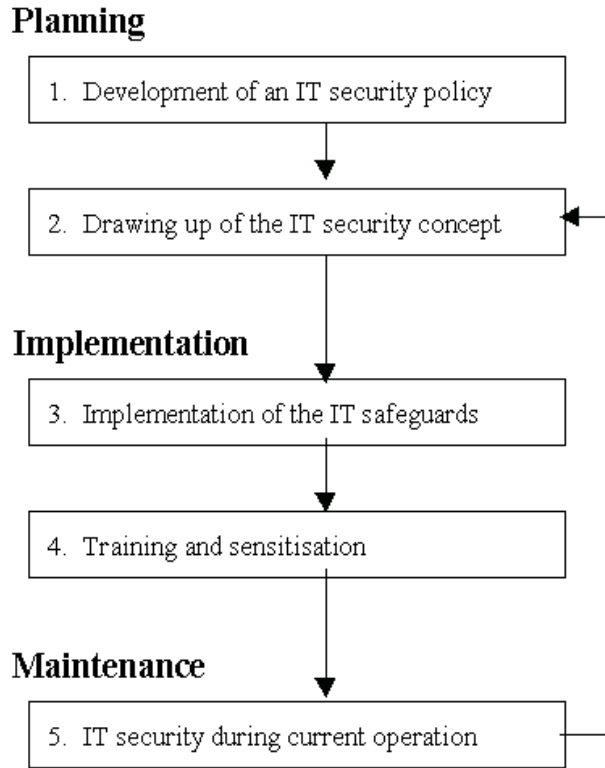 Planning
1. Development of an IT security policy
2. Drawing up of the IT security concept
Implementation
3. Implementation of the IT safeguards
4. Training and sensitisation
Maintenance
5. IT security during current operation